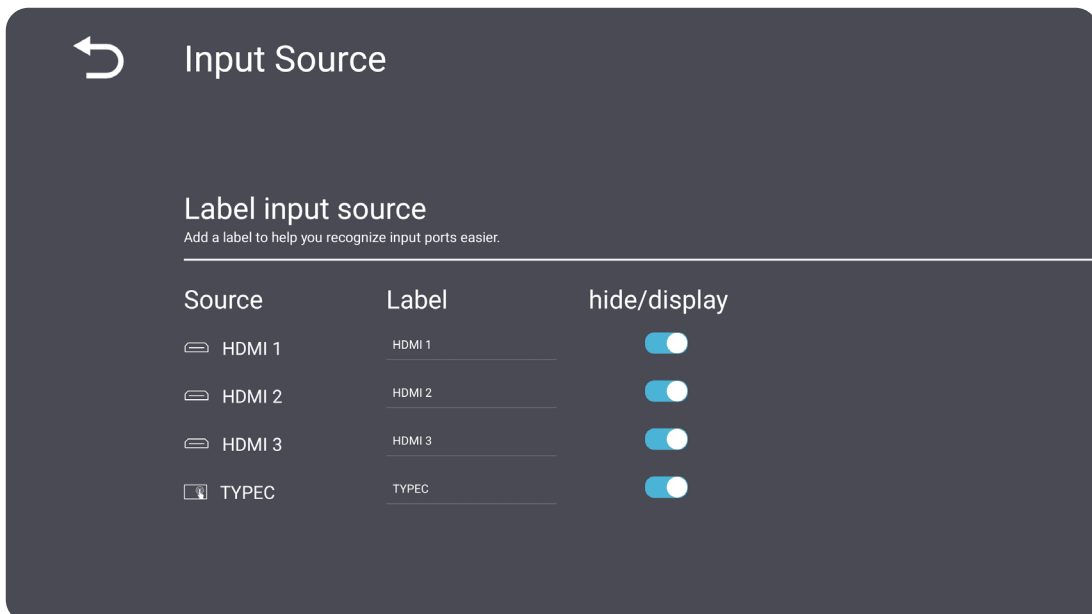 Input Source
Label input source
Add a label to help you recognize input ports easier.
Source Label hide/display
HDMI 1 HDMI 1
HDMI 2 HDMI 2
HDMI 3 HDMI 3
TYPEC TYPEC